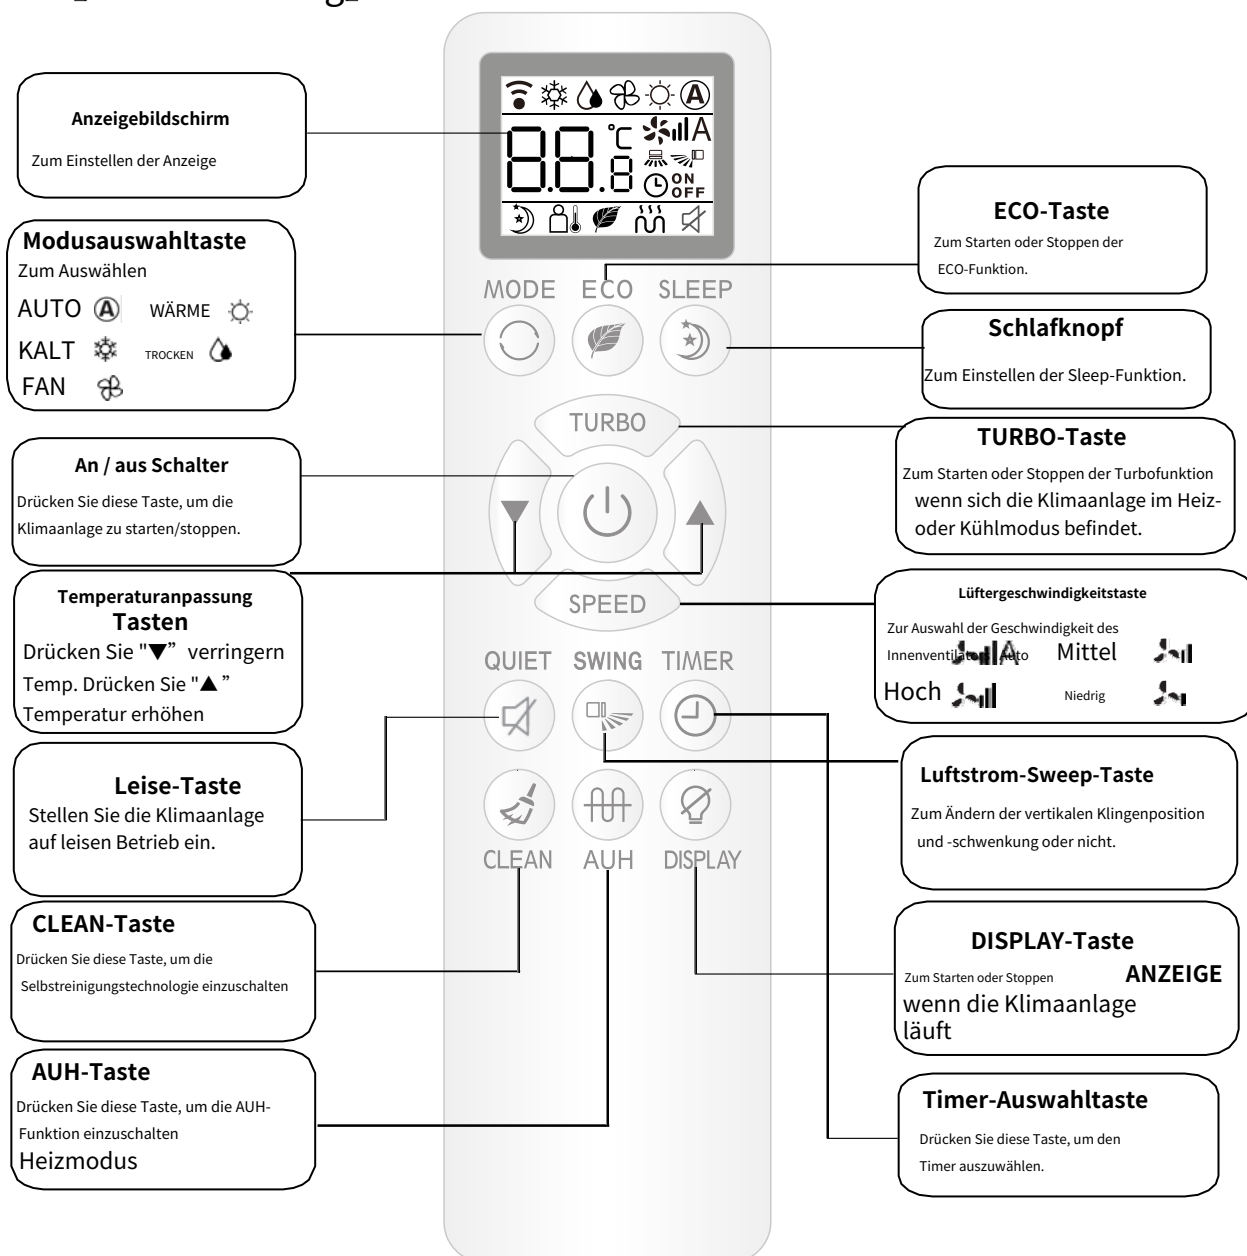 Anzeigebildschirm
Zum Einstellen der Anzeige
Modusauswahltaste
Zum Auswählen
AUTO A WÄRME
KALT TROCKEN
FAN
An / aus Schalter
Drücken Sie diese Taste, um die
Klimaanlage zu starten/stoppen.
Temperaturanpassung
Tasten
Drücken Sie "▼” verringern
Temp. Drücken Sie "▲”
Temperatur erhöhen
Leise-Taste
Stellen Sie die Klimaanlage
auf leisen Betrieb ein.
CLEAN-Taste
Drücken Sie diese Taste, um die
Selbstreinigungstechnologie einzuschalten
AUH-Taste
Drücken Sie diese Taste, um die AUH-
Funktion einzuschalten
Heizmodus
A
88.8 °C A
ON
OFF
MODE ECO SLEEP
TURBO
SPEED
QUIET SWING TIMER
CLEAN AUH DISPLAY
ECO-Taste
Zum Starten oder Stoppen der
ECO-Funktion.
Schlafknopf
Zum Einstellen der Sleep-Funktion.
TURBO-Taste
Zum Starten oder Stoppen der Turbofunktion
wenn sich die Klimaanlage im Heiz-
oder Kühlmodus befindet.
Lüftergeschwindigkeitstaste
Zur Auswahl der Geschwindigkeit des
Innenventilators Auto A Mittel
Hoch Niedrig
Luftstrom-Sweep-Taste
Zum Ändern der vertikalen Klingenposition
und -schwenkung oder nicht.
DISPLAY-Taste
Zum Starten oder Stoppen ANZEIGE
wenn die Klimaanlage
läuft
Timer-Auswahltaste
Drücken Sie diese Taste, um den
Timer auszuwählen.